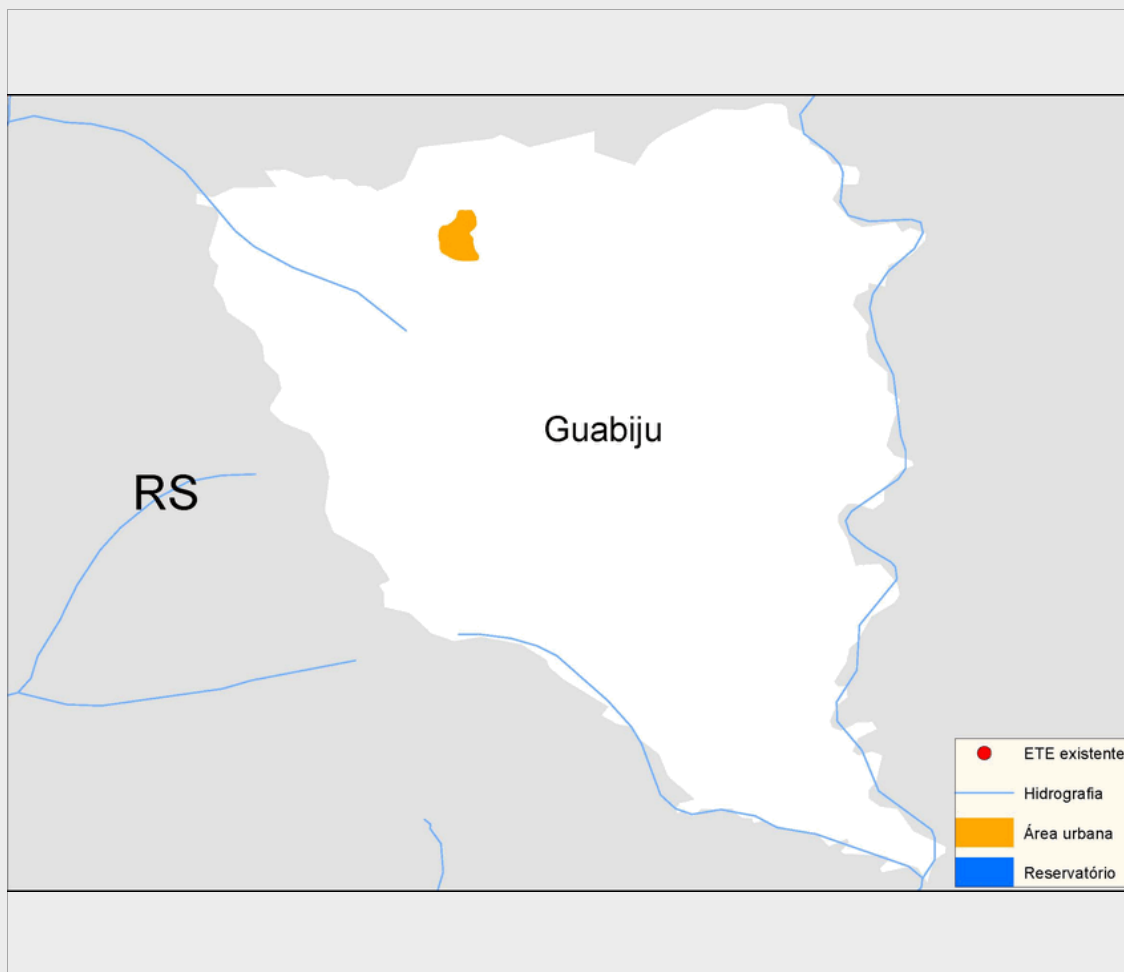 Guabiju
RS
ETE existente
Hidrografia
Área urbana
Reservatório